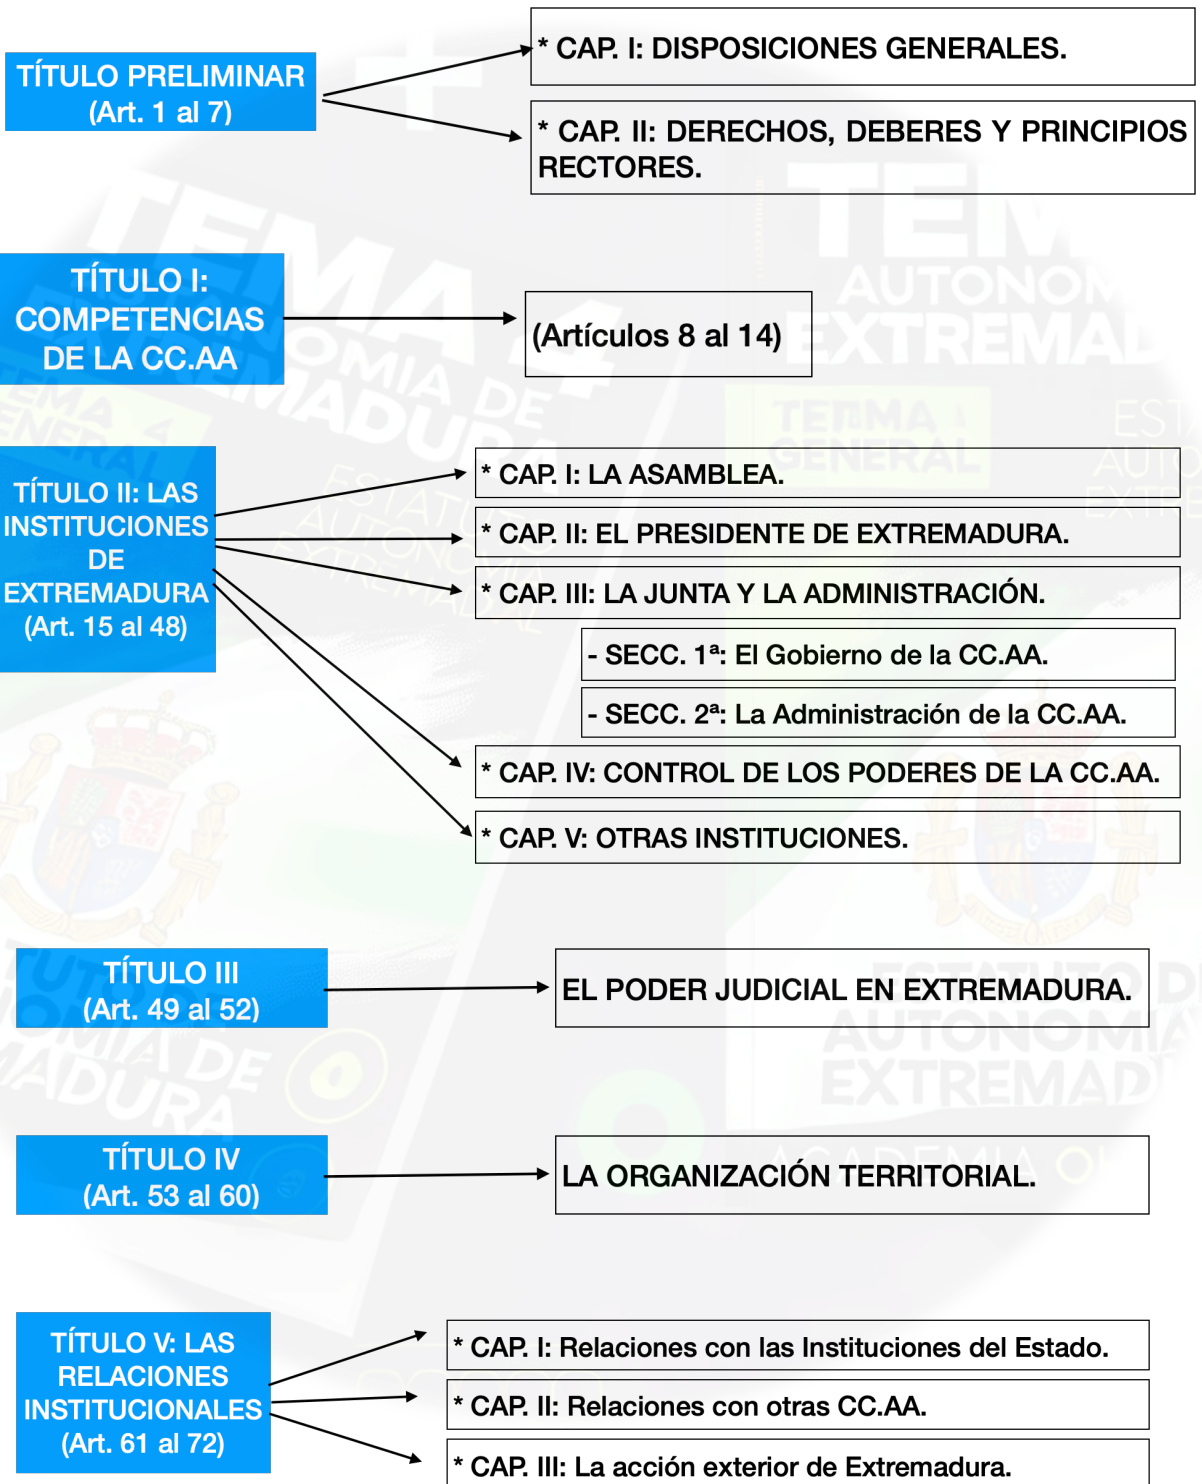 TÍTULO PRELIMINAR
(Art. 1 al 7)
* CAP. I: DISPOSICIONES GENERALES.
* CAP. II: DERECHOS, DEBERES Y PRINCIPIOS
RECTORES.
TÍTULO I:
COMPETENCIAS
DE LA CC.AA
(Artículos 8 al 14)
TÍTULO II: LAS
INSTITUCIONES
DE
EXTREMADURA
(Art. 15 al 48)
* CAP. I: LA ASAMBLEA.
* CAP. II: EL PRESIDENTE DE EXTREMADURA.
* CAP. III: LA JUNTA Y LA ADMINISTRACIÓN.
- SECC. 1ª: El Gobierno de la CC.AA.
- SECC. 2ª: La Administración de la CC.AA.
* CAP. IV: CONTROL DE LOS PODERES DE LA CC.AA.
* CAP. V: OTRAS INSTITUCIONES.
TÍTULO III
(Art. 49 al 52)
EL PODER JUDICIAL EN EXTREMADURA.
TÍTULO IV
(Art. 53 al 60)
LA ORGANIZACIÓN TERRITORIAL.
TÍTULO V: LAS
RELACIONES
INSTITUCIONALES
(Art. 61 al 72)
* CAP. I: Relaciones con las Instituciones del Estado.
* CAP. II: Relaciones con otras CC.AA.
* CAP. III: La acción exterior de Extremadura.